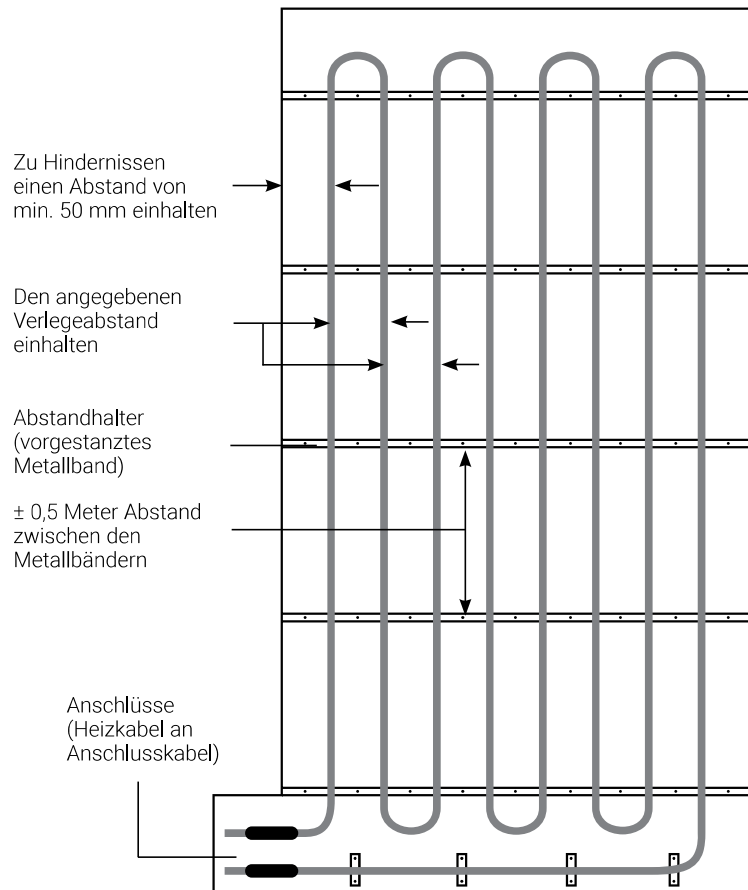 Zu Hindernissen
einen Abstand von
min. 50 mm einhalten
Den angegebenen
Verlegeabstand
einhalten
Abstandhalter
(vorgestanztes
Metallband)
± 0,5 Meter Abstand
zwischen den
Metallbändern
Anschlüsse
(Heizkabel an
Anschlusskabel)